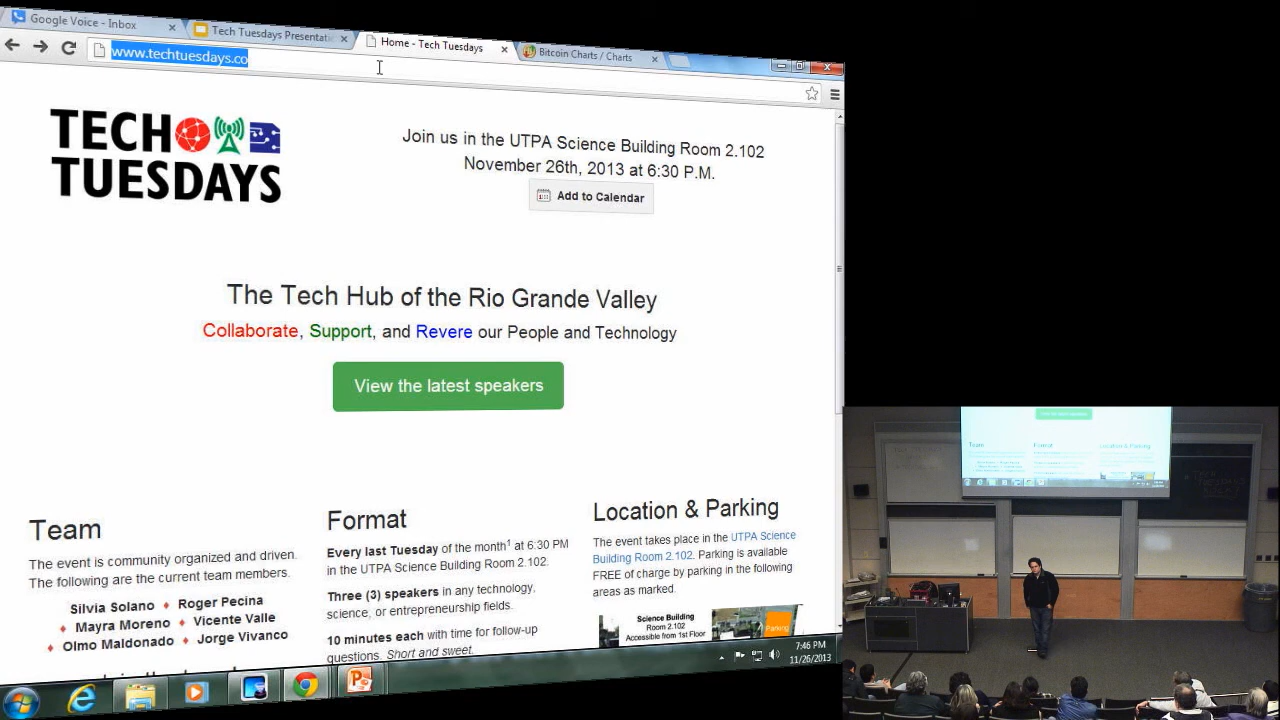 Google Voice - Inbox
Tech Tuesdays Presentatio
Home - Tech Tuesdays
Bitcoin Charts / Charts
www.techtuesdays.co
TECH
TUESDAYS
Join us in the UTPA Science Building Room 2.102
November 26th, 2013 at 6:30 P.M.
Add to Calendar
The Tech Hub of the Rio Grande Valley
Collaborate, Support, and Revere our People and Technology
View the latest speakers
Team
The event is community organized and driven.
The following are the current team members.
Silvia Solano ♦ Roger Pecina
♦ Mayra Moreno ♦ Vicente Valle
♦ Olmo Maldonado ♦ Jorge Vivanco
Format
Every last Tuesday of the month¹ at 6:30 PM
in the UTPA Science Building Room 2.102.
Three (3) speakers in any technology,
science, or entrepreneurship fields.
10 minutes each with time for follow-up
questions. Short and sweet.
Location & Parking
The event takes place in the UTPA Science
Building Room 2.102. Parking is available
FREE of charge by parking in the following
areas as marked.
Science Building
Room 2.102
Accessible from 1st Floor
Parking
7:46 PM
11/26/2013
Team
Format
Location & Parking